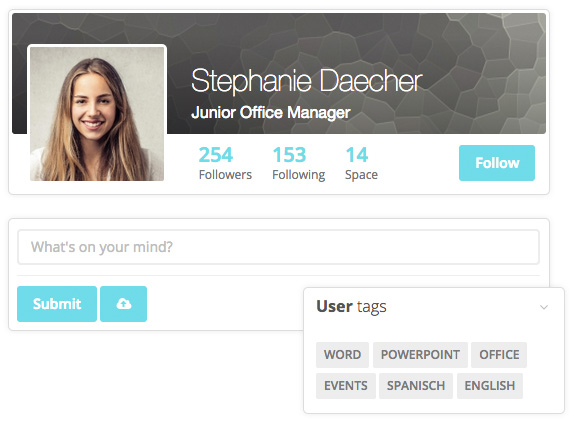 Stephanie Daecher
Junior Office Manager
254 153 14
Followers Following Space
Follow
What's on your mind?
Submit
User tags
WORD POWERPOINT OFFICE
EVENTS SPANISCH ENGLISH